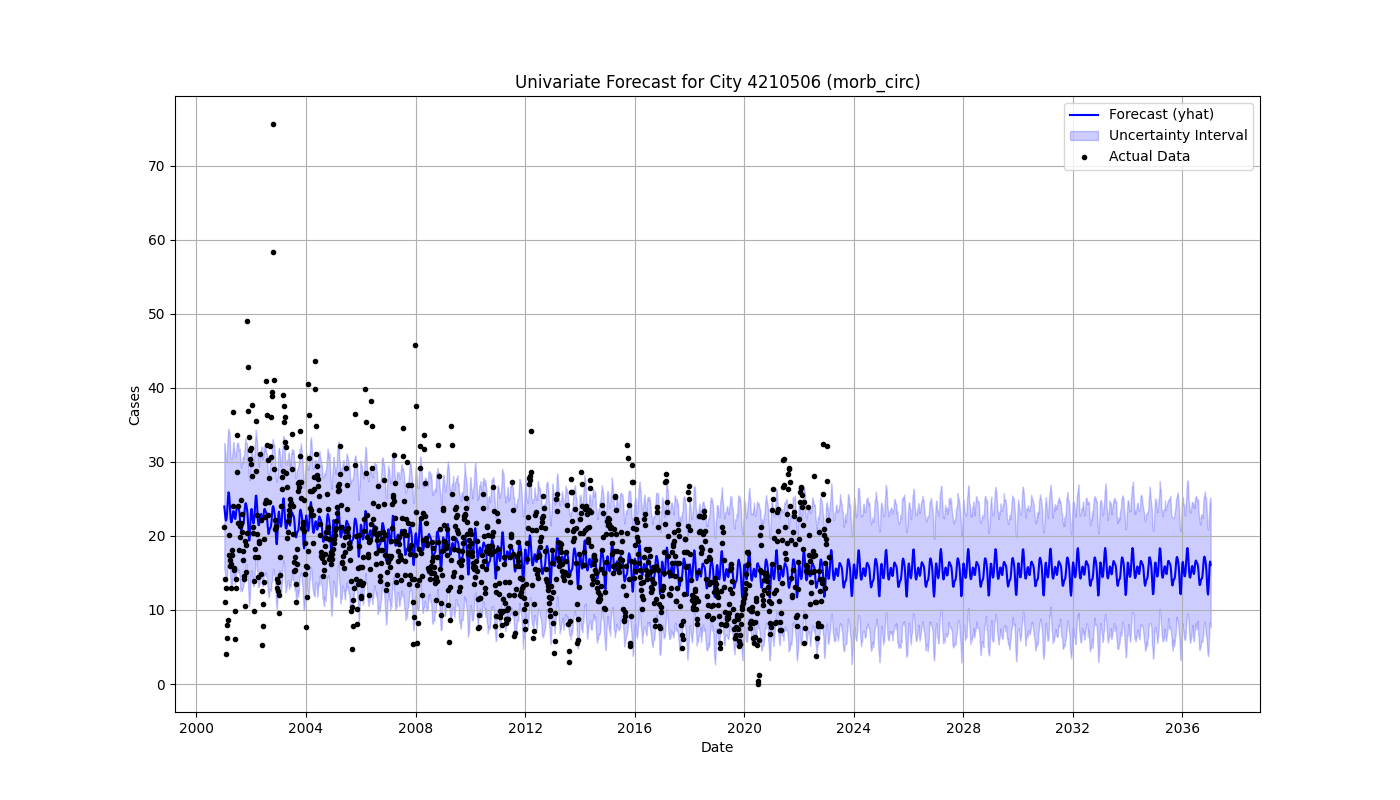 Univariate Forecast for City 4210506 (morb_circ)
Forecast (yhat)
Uncertainty Interval
Actual Data
Cases
70
60
50
40
30
20
10
0
2000 2004 2008 2012 2016 2020 2024 2028 2032 2036
Date